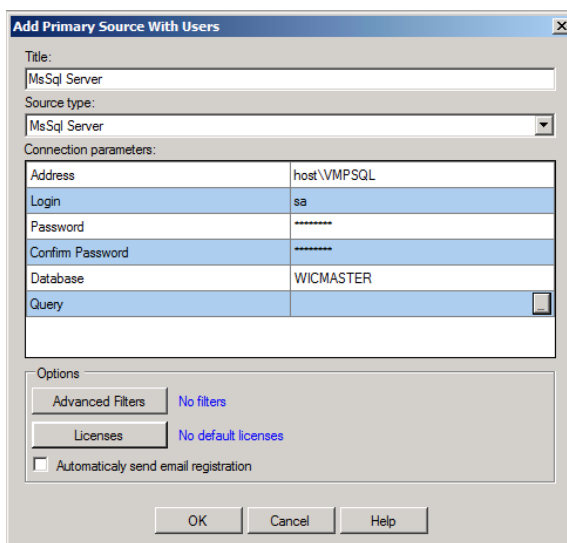 Add Primary Source With Users
Title:
MsSql Server
Source type:
MsSql Server
Connection parameters:
Address host\VMPSQL
Login sa
Password ********
Confirm Password ********
Database WICMASTER
Query _
Options
Advanced Filters No filters
Licenses No default licenses
Automaticaly send email registration
OK Cancel Help